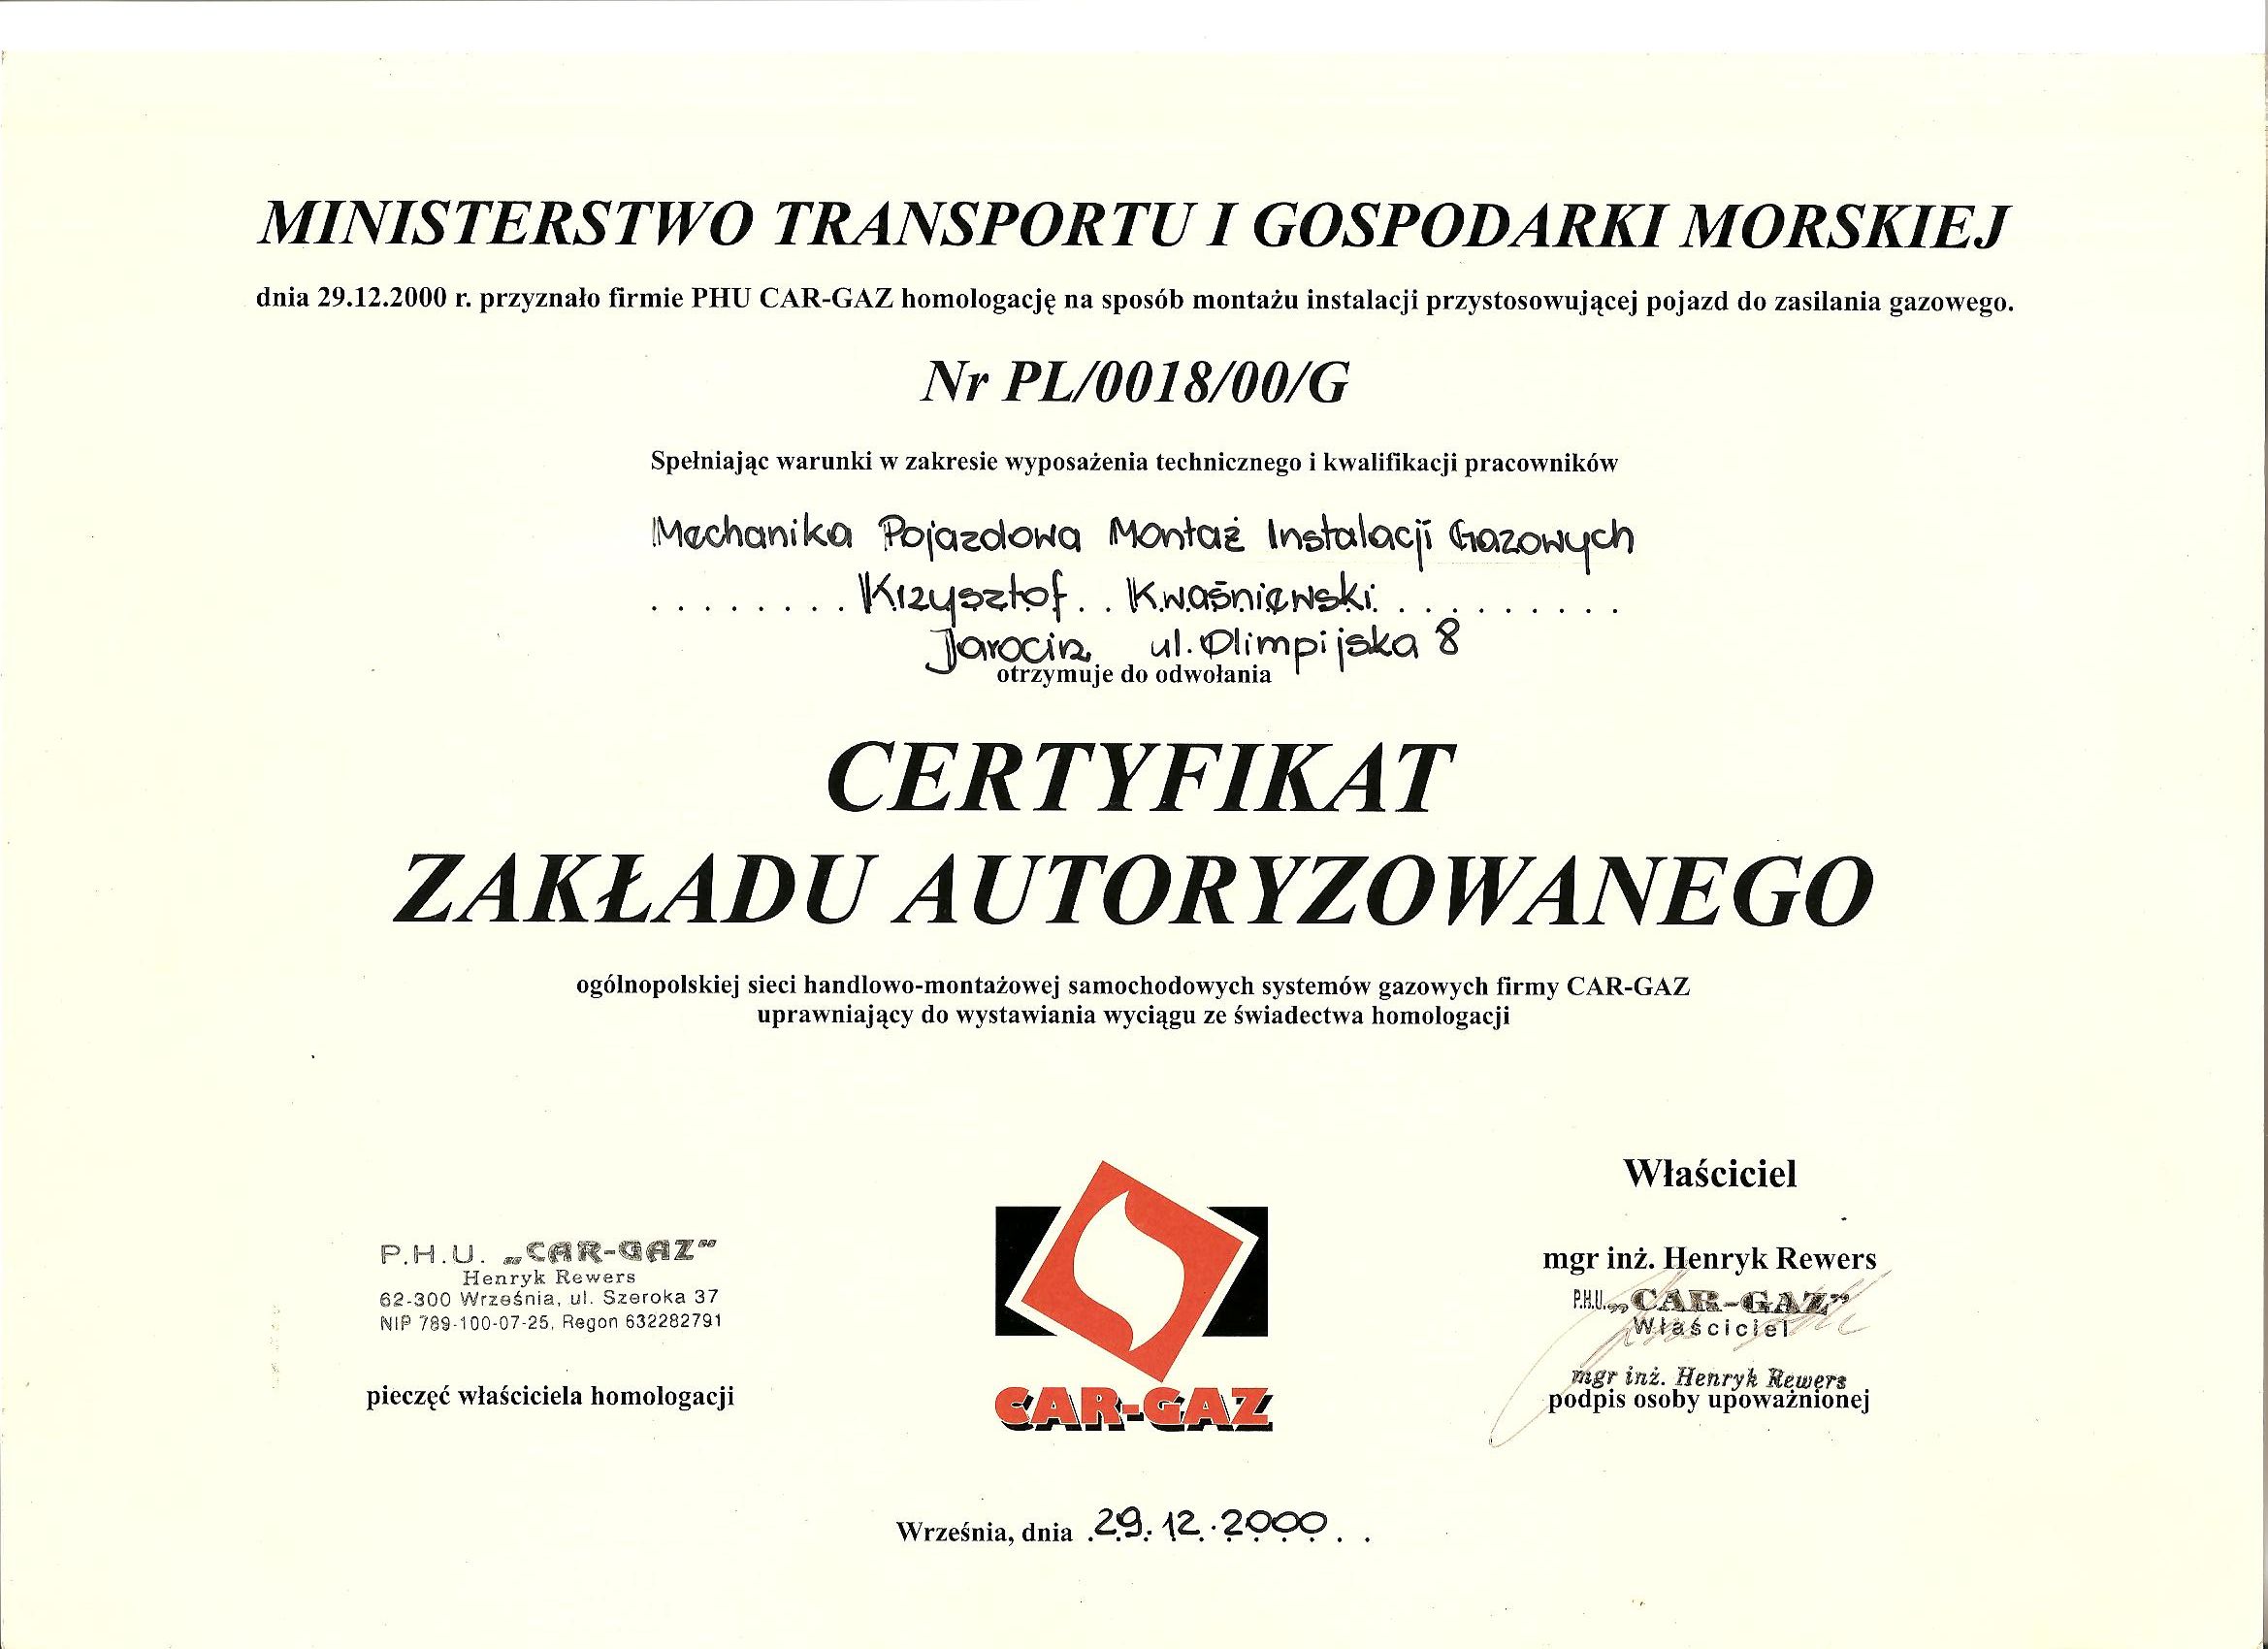 MINISTERSTWO TRANSPORTU I GOSPODARKI MORSKIEJ
dnia 29.12.2000 r. przyznało firmie PHU CAR-GAZ homologację na sposób montażu instalacji przystosowującej pojazd do zasilania gazowego.
Nr PL/0018/00/G
Spełniając warunki w zakresie wyposażenia technicznego i kwalifikacji pracowników
Mechanika Pojazdowa Montaż Instalacji Gazowych
........Krzysztof..Kwaśniewski..........
Jarocin ul. Olimpijska 8
otrzymuje do odwołania
CERTYFIKAT
ZAKŁADU AUTORYZOWANEGO
ogólnopolskiej sieci handlowo-montażowej samochodowych systemów gazowych firmy CAR-GAZ
uprawniający do wystawiania wyciągu ze świadectwa homologacji
P.H.U. „CAR-GAZ”
Henryk Rewers
62-300 Września, ul. Szeroka 37
NIP 789-100-07-25, Regon 632282791
pieczęć właściciela homologacji
CAR-GAZ
Właściciel
mgr inż. Henryk Rewers
P.H.U. „CAR-GAZ”
Właściciel
mgr inż. Henryk Rewers
podpis osoby upoważnionej
Września, dnia 29.12.2000